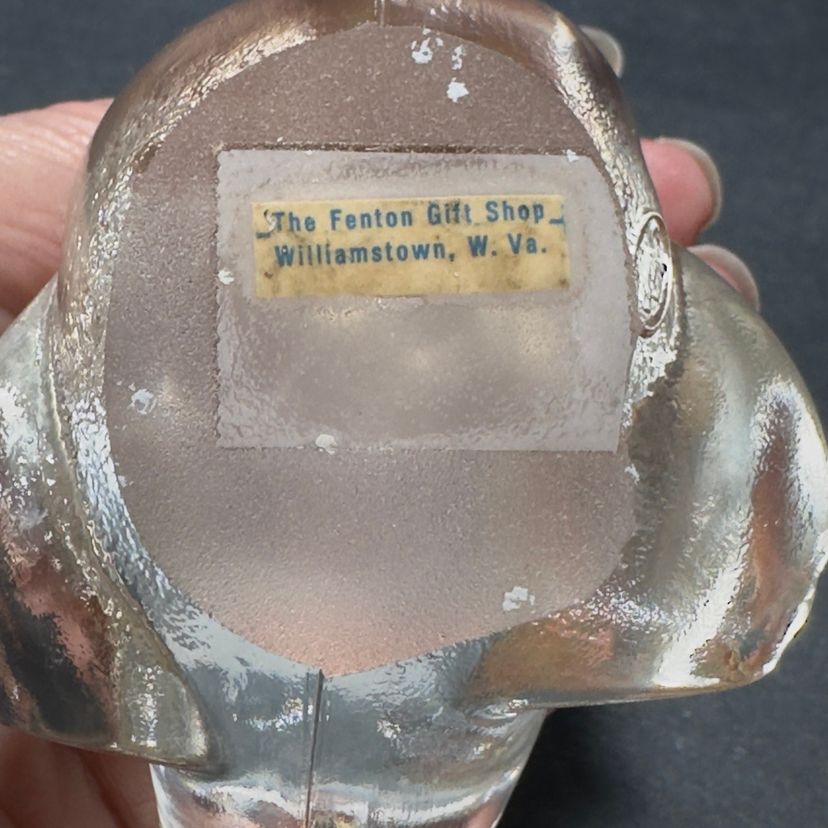 The Fenton Gift Shop
Williamstown, W. Va.